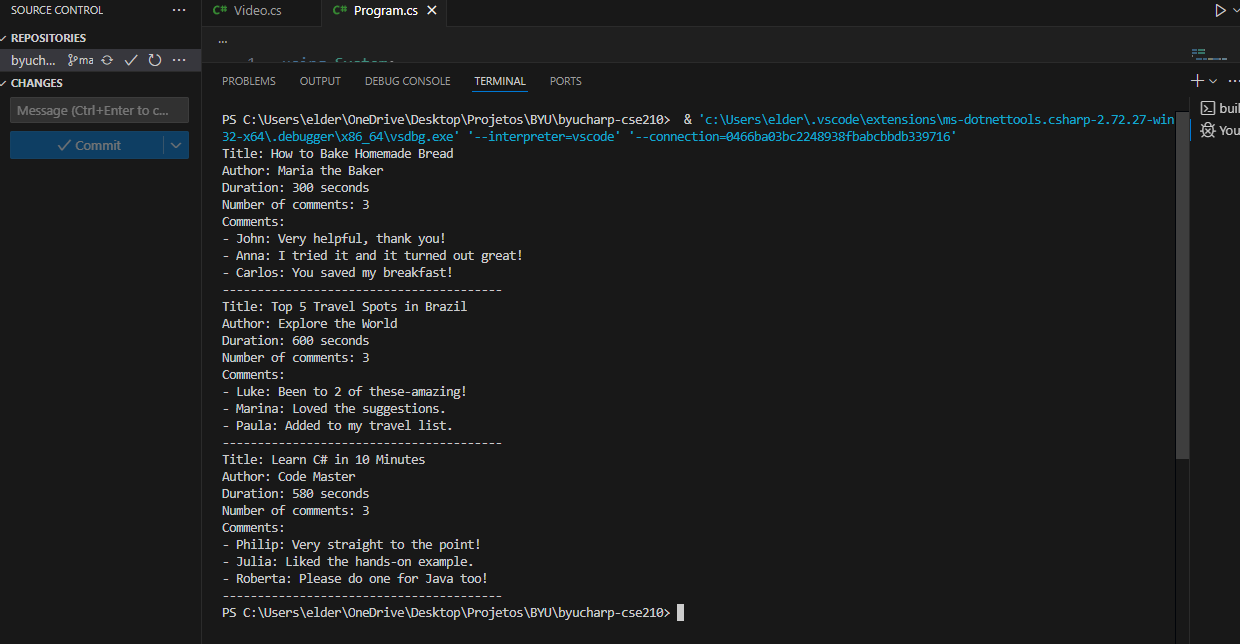 SOURCE CONTROL ···
C# Video.cs
C# Program.cs ×
REPOSITORIES
byuch... ma ···
...
CHANGES
Message (Ctrl+Enter to c...
Commit
PROBLEMS OUTPUT DEBUG CONSOLE TERMINAL PORTS
buil
You
PS C:\Users\elder\OneDrive\Desktop\Projetos\BYU\byucharp-cse210>  & 'c:\Users\elder\.vscode\extensions\ms-dotnettools.csharp-2.72.27-win
32-x64\.debugger\x86_64\vsdbg.exe' '--interpreter=vscode' '--connection=0466ba03bc2248938fbabcbbdb339716'
Title: How to Bake Homemade Bread
Author: Maria the Baker
Duration: 300 seconds
Number of comments: 3
Comments:
- John: Very helpful, thank you!
- Anna: I tried it and it turned out great!
- Carlos: You saved my breakfast!
----------------------------------------
Title: Top 5 Travel Spots in Brazil
Author: Explore the World
Duration: 600 seconds
Number of comments: 3
Comments:
- Luke: Been to 2 of these-amazing!
- Marina: Loved the suggestions.
- Paula: Added to my travel list.
----------------------------------------
Title: Learn C# in 10 Minutes
Author: Code Master
Duration: 580 seconds
Number of comments: 3
Comments:
- Philip: Very straight to the point!
- Julia: Liked the hands-on example.
- Roberta: Please do one for Java too!
----------------------------------------
PS C:\Users\elder\OneDrive\Desktop\Projetos\BYU\byucharp-cse210>